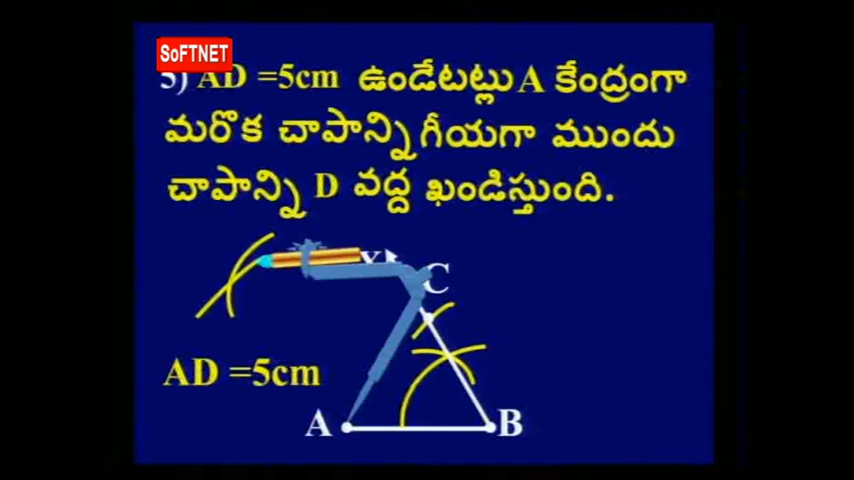 SoFTNET
5) AD =5cm ఉండేటట్లు A కేంద్రంగా
మరొక చాపాన్ని గీయగా ముందు
చాపాన్ని D వద్ద ఖండిస్తుంది.
X
C
AD =5cm
A
B